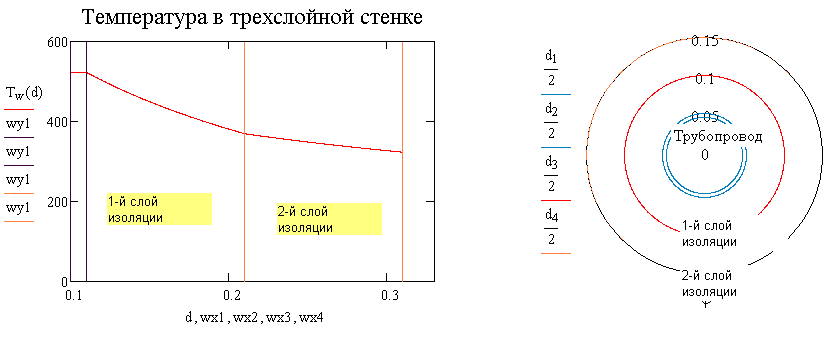 Температура в трехслойной стенке
600
400
200
0
T_w(d)
wy1
wy1
wy1
wy1
1-й слой
изоляции
2-й слой
изоляции
0.1
0.2
0.3
d , wx1 , wx2 , wx3 , wx4
d_1
2
d_2
2
d_3
2
d_4
2
0.15
0.1
0.05
Трубопровод
0
1-й слой
изоляции
2-й слой
изоляции